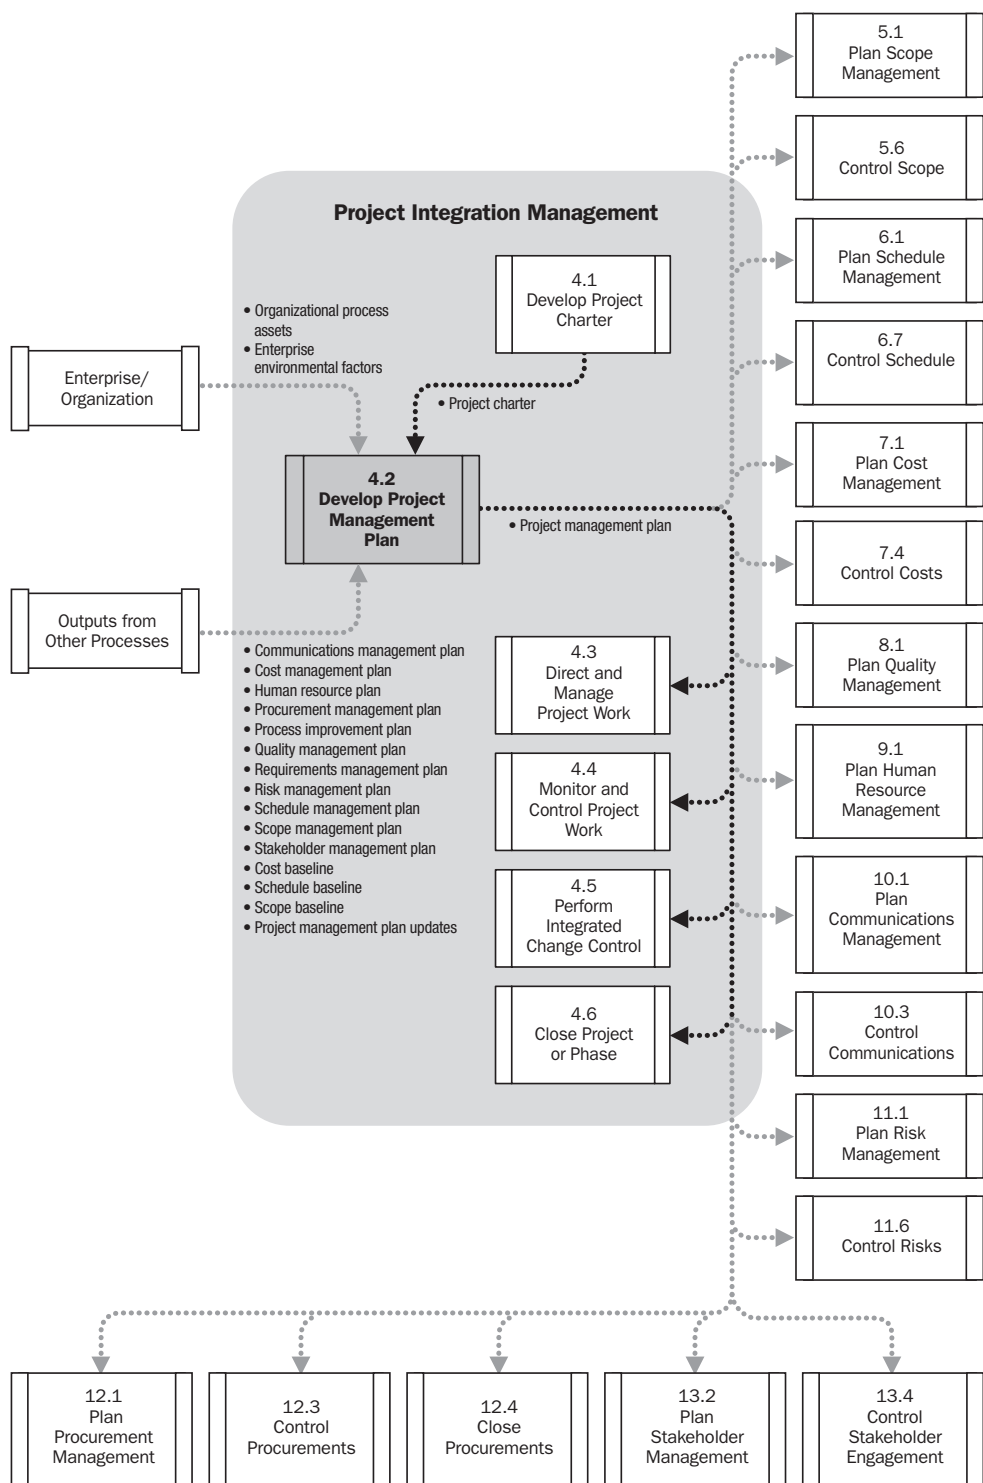 5.1
Plan Scope
Management
5.6
Control Scope
Project Integration Management
6.1
Plan Schedule
Management
4.1
Develop Project
Charter
• Organizational process
assets
• Enterprise
environmental factors
6.7
Control Schedule
Enterprise/
Organization
• Project charter
7.1
Plan Cost
Management
4.2
Develop Project
Management
Plan
• Project management plan
7.4
Control Costs
Outputs from
Other Processes
8.1
Plan Quality
Management
• Communications management plan
• Cost management plan
• Human resource plan
• Procurement management plan
• Process improvement plan
• Quality management plan
• Requirements management plan
• Risk management plan
• Schedule management plan
• Scope management plan
• Stakeholder management plan
• Cost baseline
• Schedule baseline
• Scope baseline
• Project management plan updates
4.3
Direct and
Manage
Project Work
4.4
Monitor and
Control Project
Work
4.5
Perform
Integrated
Change Control
4.6
Close Project
or Phase
9.1
Plan Human
Resource
Management
10.1
Plan
Communications
Management
10.3
Control
Communications
11.1
Plan Risk
Management
11.6
Control Risks
12.1
Plan
Procurement
Management
12.3
Control
Procurements
12.4
Close
Procurements
13.2
Plan
Stakeholder
Management
13.4
Control
Stakeholder
Engagement